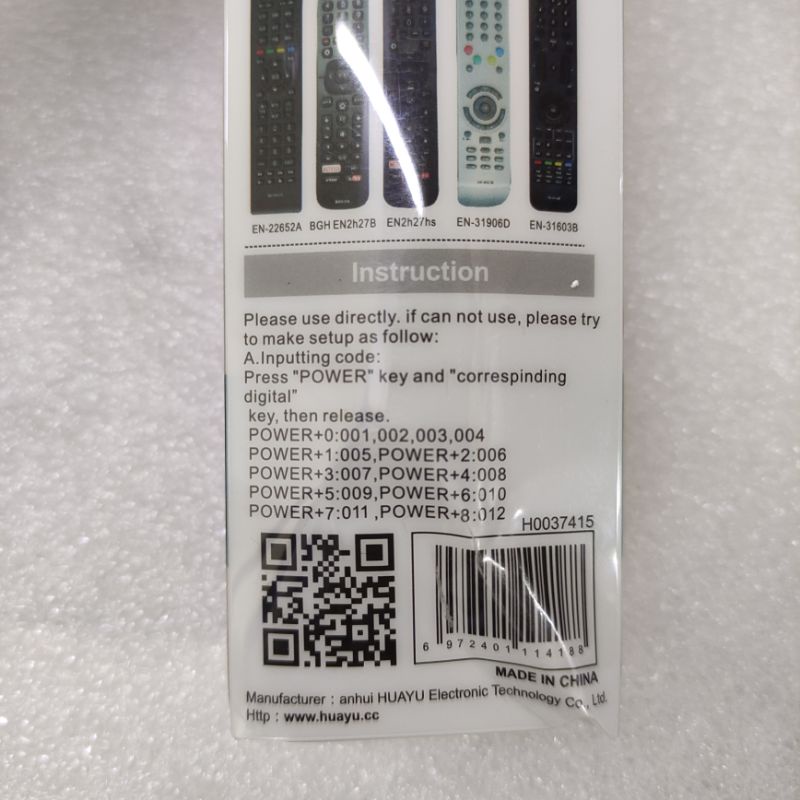 EN-22652A BGH EN2h27B EN2h27hs EN-31906D EN-31603B
Instruction
Please use directly. if can not use, please try
to make setup as follow:
A.Inputting code:
Press "POWER" key and "correspinding
digital"
key, then release.
POWER+0:001,002,003,004
POWER+1:005,POWER+2:006
POWER+3:007,POWER+4:008
POWER+5:009,POWER+6:010
POWER+7:011 ,POWER+8:012
H0037415
6 972401 114188
MADE IN CHINA
Manufacturer : anhui HUAYU Electronic Technology Co., Ltd.
Http : www.huayu.cc